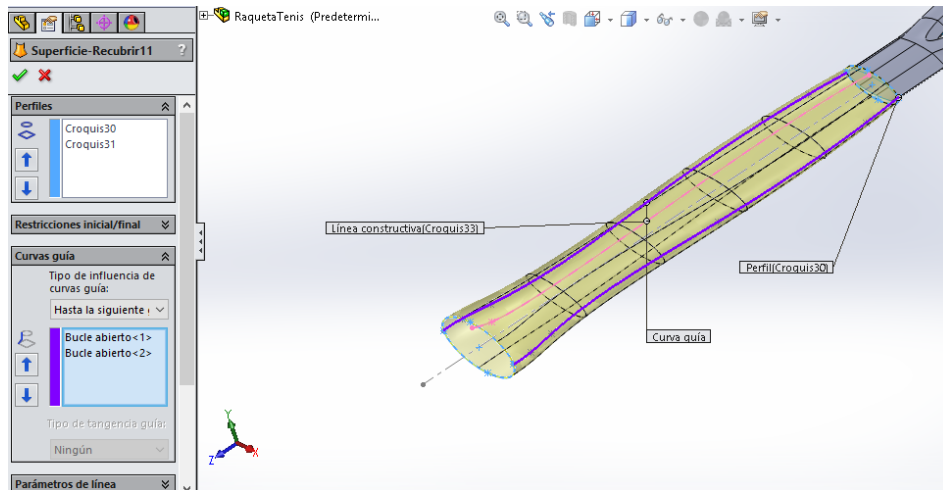 RaquetaTenis (Predetermi...
Superficie-Recubrir11
?
Perfiles
Croquis30
Croquis31
Restricciones inicial/final
Curvas guía
Tipo de influencia de
curvas guía:
Hasta la siguiente
Bucle abierto<1>
Bucle abierto<2>
Tipo de tangencia guía:
Ningún
Parámetros de línea
Línea constructiva(Croquis33)
Perfil(Croquis30)
Curva guía
Y
Z
X